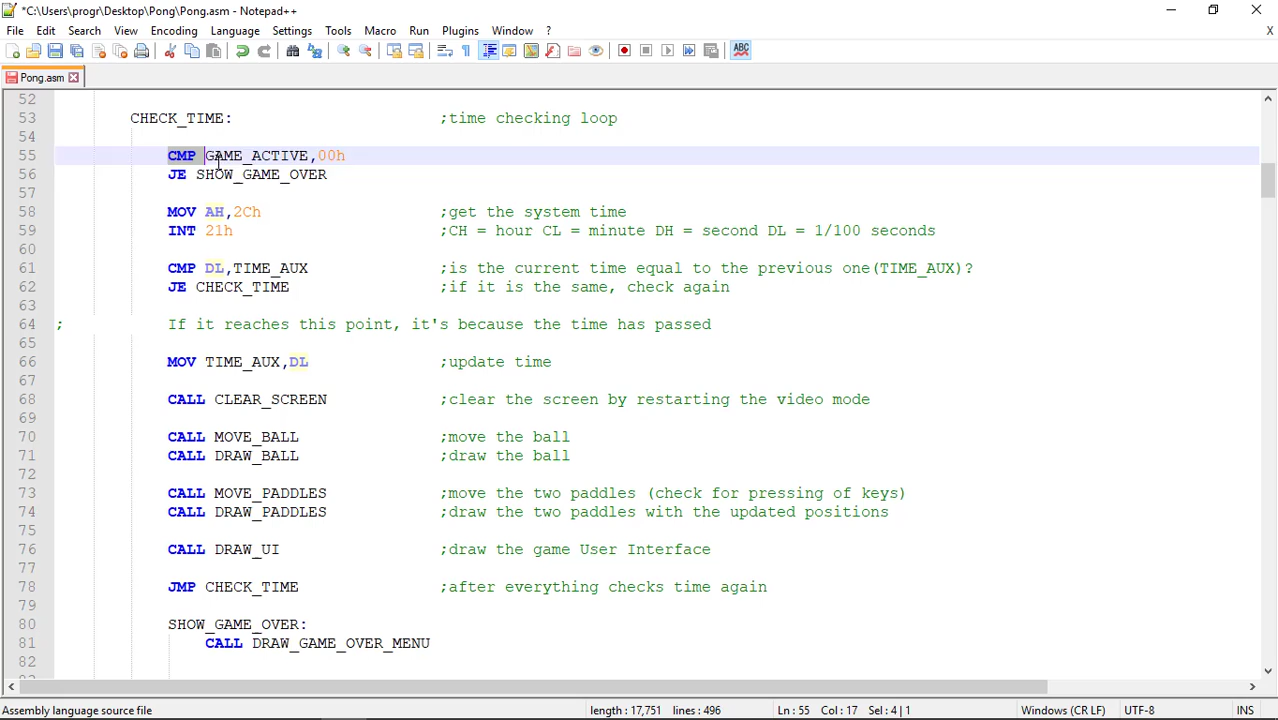 *C:\Users\progr\Desktop\Pong\Pong.asm - Notepad++
File Edit Search View Encoding Language Settings Tools Macro Run Plugins Window ?
X
ABC
Pong.asm
52
53 CHECK_TIME: ;time checking loop
54
55 CMP GAME_ACTIVE,00h
56 JE SHOW_GAME_OVER
57
58 MOV AH,2Ch ;get the system time
59 INT 21h ;CH = hour CL = minute DH = second DL = 1/100 seconds
60
61 CMP DL,TIME_AUX ;is the current time equal to the previous one(TIME_AUX)?
62 JE CHECK_TIME ;if it is the same, check again
63
64 ; If it reaches this point, it's because the time has passed
65
66 MOV TIME_AUX,DL ;update time
67
68 CALL CLEAR_SCREEN ;clear the screen by restarting the video mode
69
70 CALL MOVE_BALL ;move the ball
71 CALL DRAW_BALL ;draw the ball
72
73 CALL MOVE_PADDLES ;move the two paddles (check for pressing of keys)
74 CALL DRAW_PADDLES ;draw the two paddles with the updated positions
75
76 CALL DRAW_UI ;draw the game User Interface
77
78 JMP CHECK_TIME ;after everything checks time again
79
80 SHOW_GAME_OVER:
81 CALL DRAW_GAME_OVER_MENU
82
Assembly language source file length : 17,751 lines : 496 Ln : 55 Col : 17 Sel : 4 | 1 Windows (CR LF) UTF-8 INS